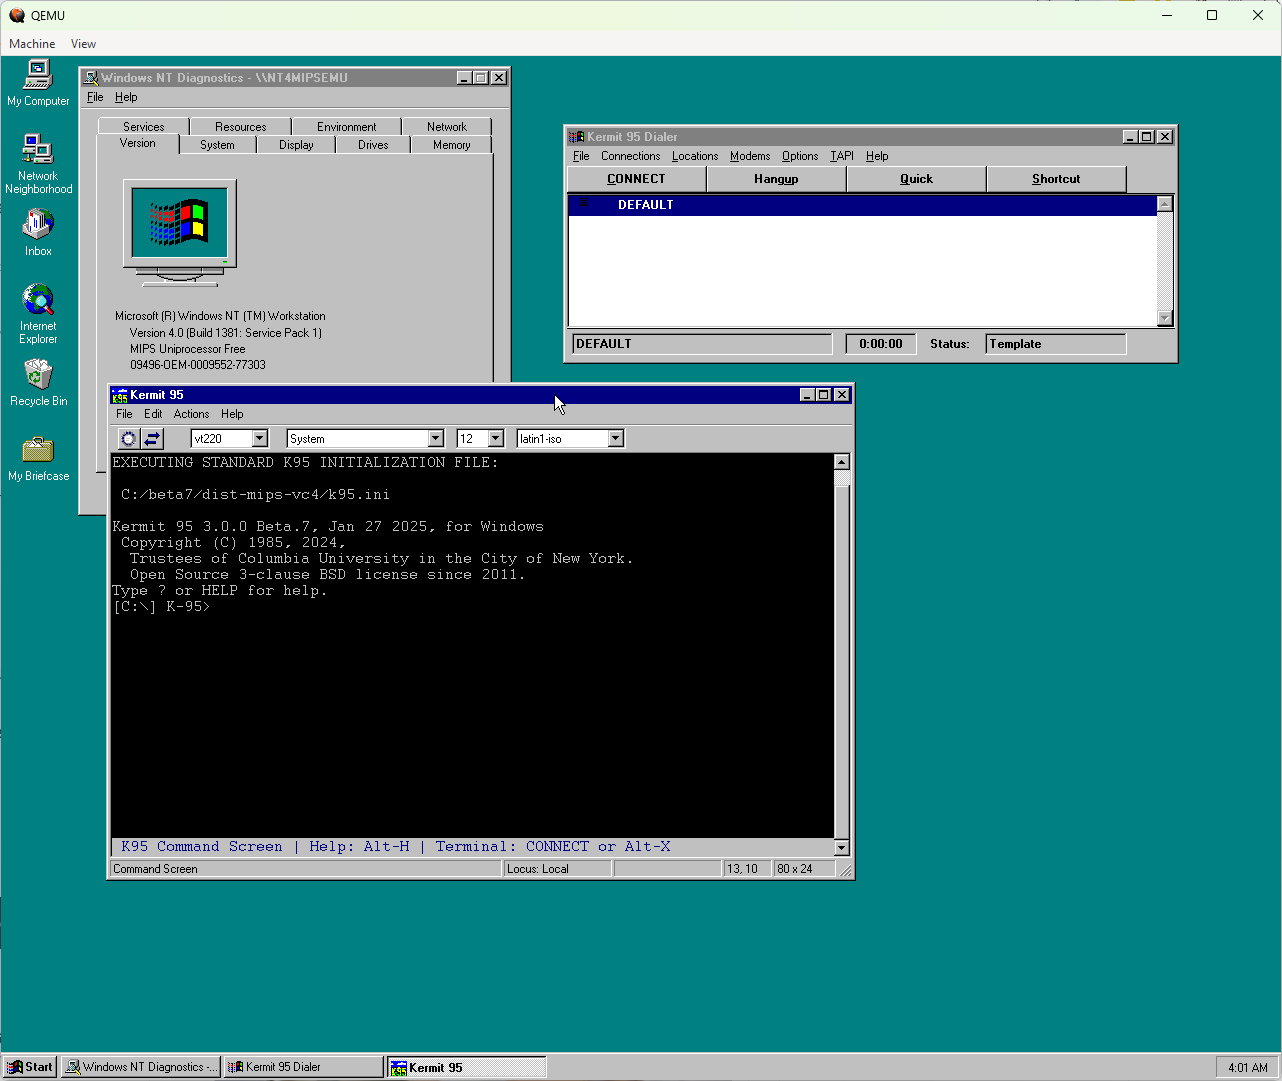 QEMU
Machine View
My Computer
Network
Neighborhood
Inbox
Internet
Explorer
Recycle Bin
My Briefcase
Windows NT Diagnostics - \\NT4MIPSEMU
File Help
Services Resources Environment Network
Version System Display Drives Memory
Microsoft (R) Windows NT (TM) Workstation
Version 4.0 (Build 1381: Service Pack 1)
MIPS Uniprocessor Free
09496-OEM-0009552-77303
Kermit 95 Dialer
File Connections Locations Modems Options TAPI Help
CONNECT Hangup Quick Shortcut
DEFAULT
DEFAULT 0:00:00 Status: Template
K95 Kermit 95
File Edit Actions Help
vt220 System 12 latin1-iso
EXECUTING STANDARD K95 INITIALIZATION FILE:
C:/beta7/dist-mips-vc4/k95.ini
Kermit 95 3.0.0 Beta.7, Jan 27 2025, for Windows
Copyright (C) 1985, 2024,
Trustees of Columbia University in the City of New York.
Open Source 3-clause BSD license since 2011.
Type ? or HELP for help.
[C:\] K-95>
K95 Command Screen | Help: Alt-H | Terminal: CONNECT or Alt-X
Command Screen Locus: Local 13, 10 80 x 24
Start Windows NT Diagnostics -... Kermit 95 Dialer K95 Kermit 95 4:01 AM